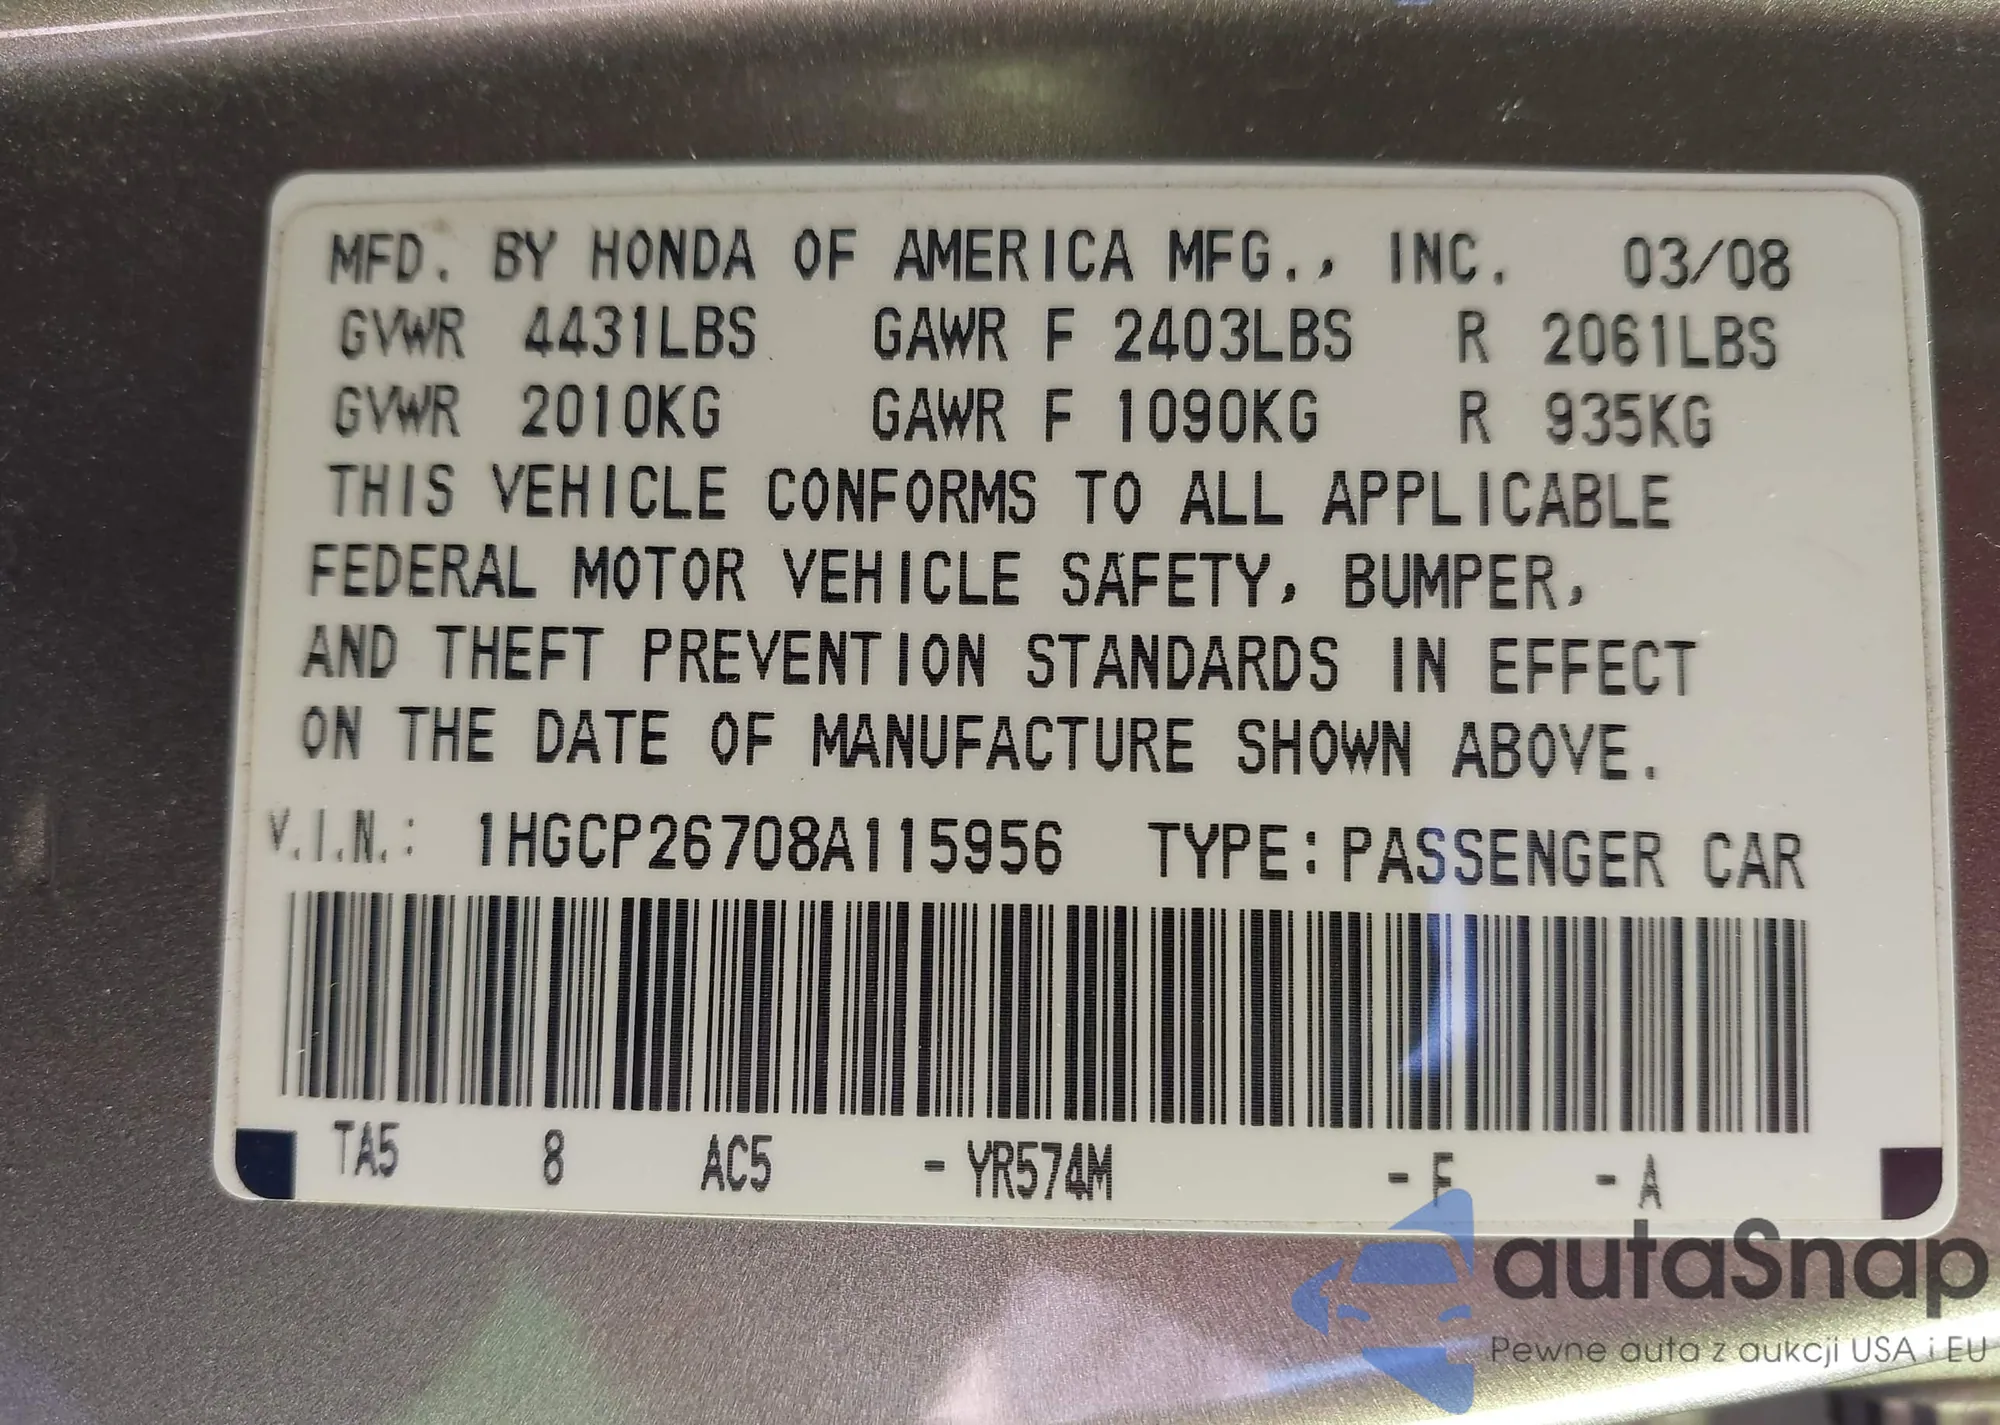 MFD. BY HONDA OF AMERICA MFG., INC. 03/08
GVWR 4431LBS GAWR F 2403LBS R 2061LBS
GVWR 2010KG GAWR F 1090KG R 935KG
THIS VEHICLE CONFORMS TO ALL APPLICABLE
FEDERAL MOTOR VEHICLE SAFETY, BUMPER,
AND THEFT PREVENTION STANDARDS IN EFFECT
ON THE DATE OF MANUFACTURE SHOWN ABOVE.
V.I.N.: 1HGCP26708A115956 TYPE: PASSENGER CAR
TA5 8 AC5 - YR574M - F - A
autaSnap
Pewne auta z aukcji USA i EU